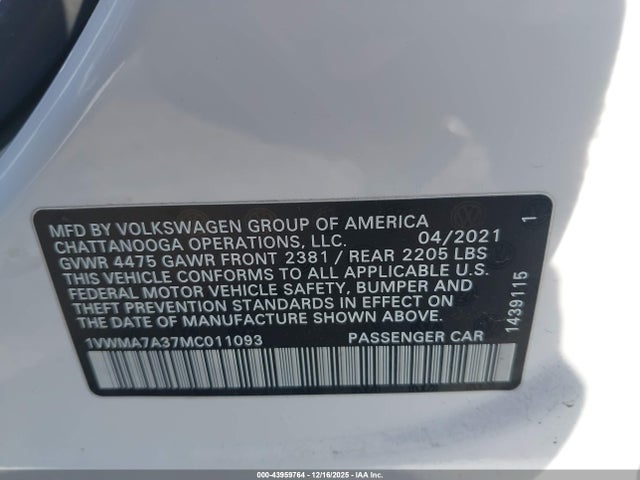 MFD BY VOLKSWAGEN GROUP OF AMERICA
CHATTANOOGA OPERATIONS, LLC. 04/2021
GVWR 4475 GAWR FRONT 2381 / REAR 2205 LBS
THIS VEHICLE CONFORMS TO ALL APPLICABLE U.S.
FEDERAL MOTOR VEHICLE SAFETY, BUMPER AND
THEFT PREVENTION STANDARDS IN EFFECT ON
THE DATE OF MANUFACTURE SHOWN ABOVE.
1VWMA7A37MC011093 PASSENGER CAR
1439115 1
000-43959764 - 12/16/2025 - IAA Inc.